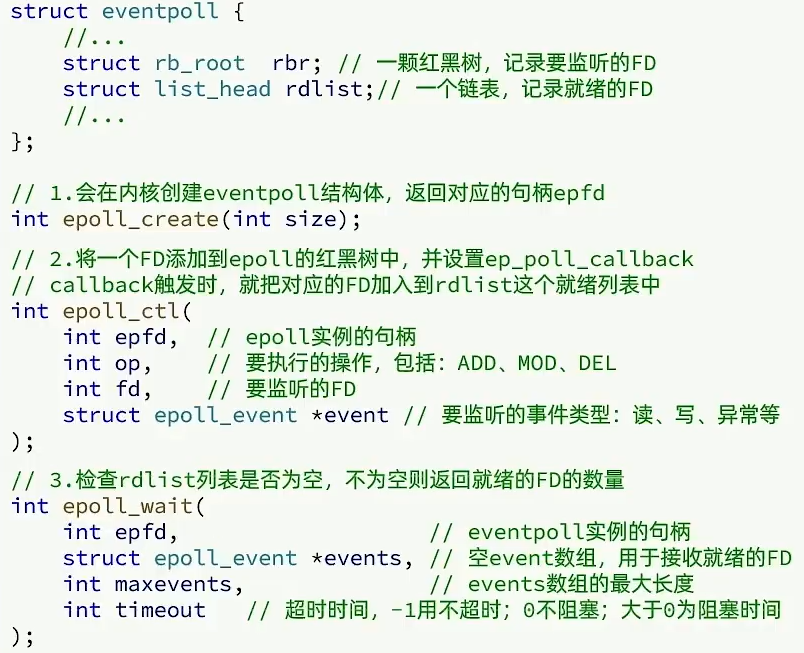 struct eventpoll {
    //...
    struct rb_root  rbr; // 一颗红黑树，记录要监听的FD
    struct list_head rdlist;// 一个链表，记录就绪的FD
    //...
};
// 1.会在内核创建eventpoll结构体，返回对应的句柄epfd
int epoll_create(int size);
// 2.将一个FD添加到epoll的红黑树中，并设置ep_poll_callback
// callback触发时，就把对应的FD加入到rdlist这个就绪列表中
int epoll_ctl(
    int epfd,  // epoll实例的句柄
    int op,    // 要执行的操作，包括：ADD、MOD、DEL
    int fd,    // 要监听的FD
    struct epoll_event *event // 要监听的事件类型：读、写、异常等
);
// 3.检查rdlist列表是否为空，不为空则返回就绪的FD的数量
int epoll_wait(
    int epfd,                   // eventpoll实例的句柄
    struct epoll_event *events, // 空event数组，用于接收就绪的FD
    int maxevents,              // events数组的最大长度
    int timeout   // 超时时间，-1用不超时；0不阻塞；大于0为阻塞时间
);